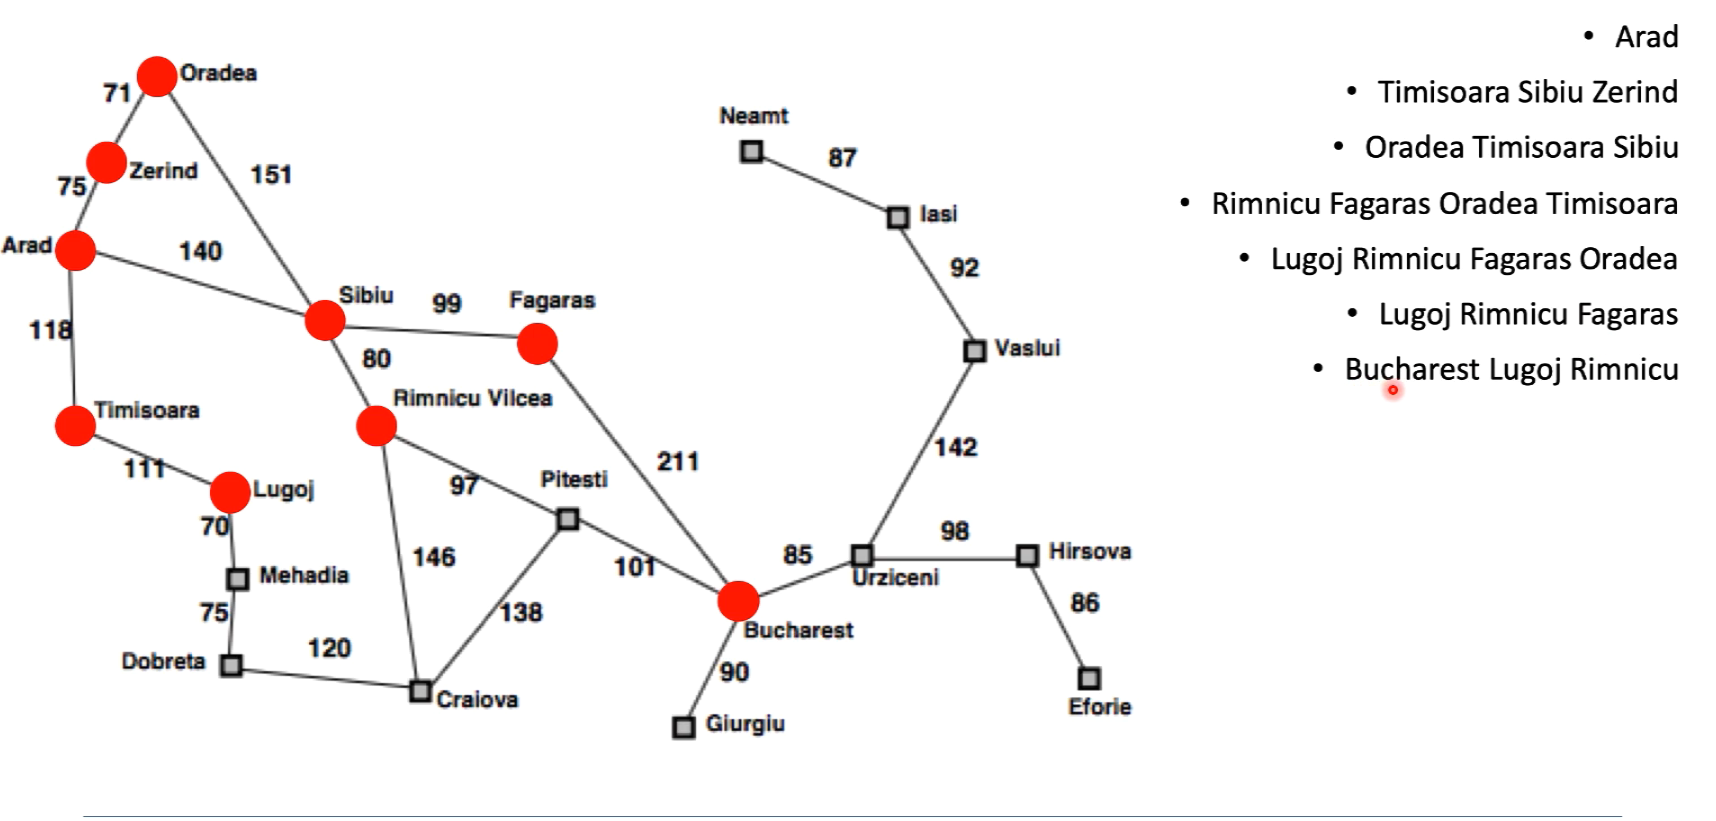 Oradea
71
Zerind
151
75
Arad
140
Sibiu
99
Fagaras
118
80
Rimnicu Vilcea
Timisoara
111
Lugoj
97
Pitesti
211
70
Mehadia
146
101
75
138
Dobreta
120
Craiova
Bucharest
90
Giurgiu
Neamt
87
Iasi
92
Vaslui
142
85
98
Urziceni
Hirsova
86
Eforie
• Arad
• Timisoara Sibiu Zerind
• Oradea Timisoara Sibiu
• Rimnicu Fagaras Oradea Timisoara
• Lugoj Rimnicu Fagaras Oradea
• Lugoj Rimnicu Fagaras
• Bucharest Lugoj Rimnicu